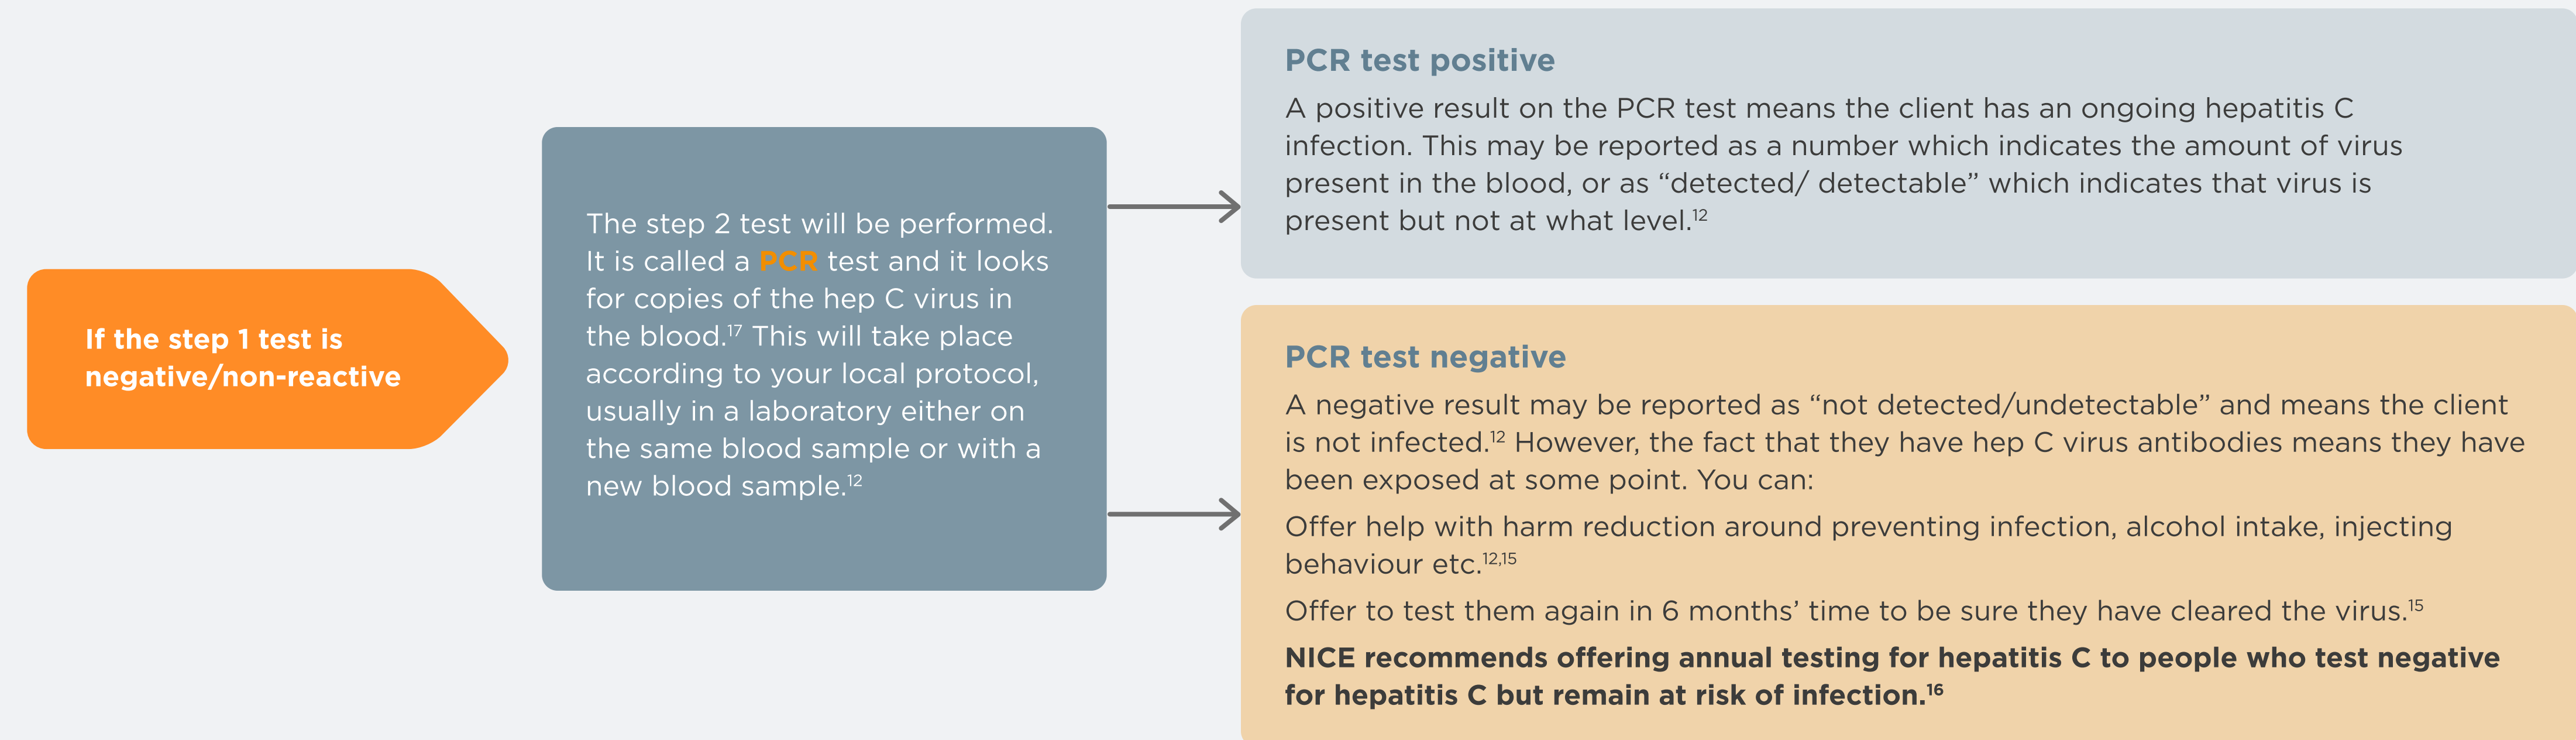 If the step 1 test is
negative/non-reactive
The step 2 test will be performed.
It is called a PCR test and it looks
for copies of the hep C virus in
the blood.17 This will take place
according to your local protocol,
usually in a laboratory either on
the same blood sample or with a
new blood sample.12
PCR test positive
A positive result on the PCR test means the client has an ongoing hepatitis C
infection. This may be reported as a number which indicates the amount of virus
present in the blood, or as “detected/ detectable” which indicates that virus is
present but not at what level.12
PCR test negative
A negative result may be reported as “not detected/undetectable” and means the client
is not infected.12 However, the fact that they have hep C virus antibodies means they have
been exposed at some point. You can:
Offer help with harm reduction around preventing infection, alcohol intake, injecting
behaviour etc.12,15
Offer to test them again in 6 months’ time to be sure they have cleared the virus.15
NICE recommends offering annual testing for hepatitis C to people who test negative
for hepatitis C but remain at risk of infection.16